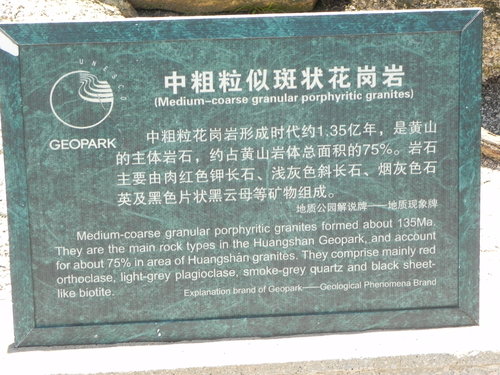 UNESCO
GEOPARK
中粗粒似斑状花岗岩
(Medium-coarse granular porphyritic granites)
中粗粒花岗岩形成时代约1.35亿年，是黄山
的主体岩石，约占黄山岩体总面积的75%。岩石
主要由肉红色钾长石、浅灰色斜长石、烟灰色石
英及黑色片状黑云母等矿物组成。
地质公园解说牌——地质现象牌
Medium-coarse granular porphyritic granites formed about 135Ma.
They are the main rock types in the Huangshan Geopark, and account
for about 75% in area of Huangshan granites. They comprise mainly red
orthoclase, light-grey plagioclase, smoke-grey quartz and black sheet-
like biotite.
Explanation brand of Geopark——Geological Phenomena Brand